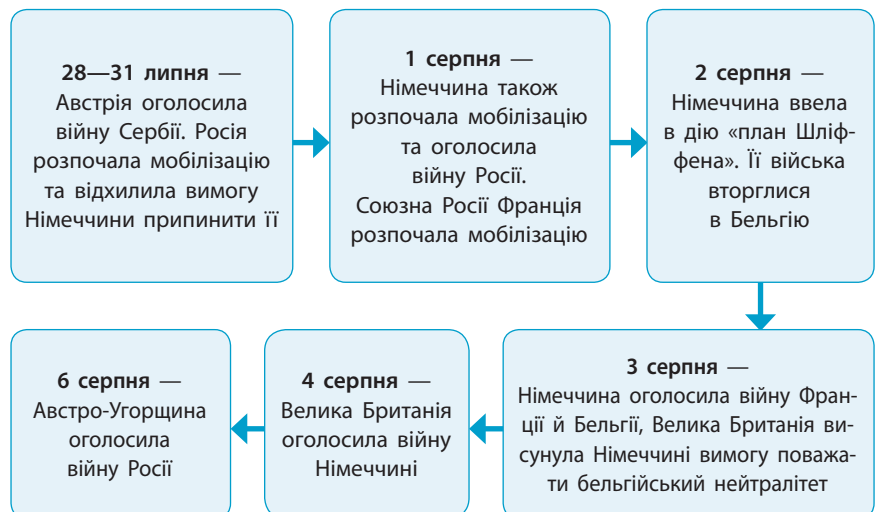 28—31 липня —
Австрія оголосила
війну Сербії. Росія
розпочала мобілізацію
та відхилила вимогу
Німеччини припинити її
1 серпня —
Німеччина також
розпочала мобілізацію
та оголосила
війну Росії.
Союзна Росії Франція
розпочала мобілізацію
2 серпня —
Німеччина ввела
в дію «план Шліф-
фена». Її війська
вторглися
в Бельгію
3 серпня —
Німеччина оголосила війну Фран-
ції й Бельгії, Велика Британія ви-
сунула Німеччині вимогу поважа-
ти бельгійський нейтралітет
4 серпня —
Велика Британія
оголосила війну
Німеччині
6 серпня —
Австро-Угорщина
оголосила
війну Росії